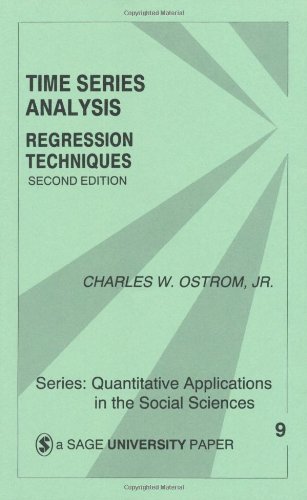 TIME SERIES
ANALYSIS
REGRESSION
TECHNIQUES
SECOND EDITION
CHARLES W. OSTROM, JR.
Series: Quantitative Applications
in the Social Sciences
S a SAGE UNIVERSITY PAPER 9